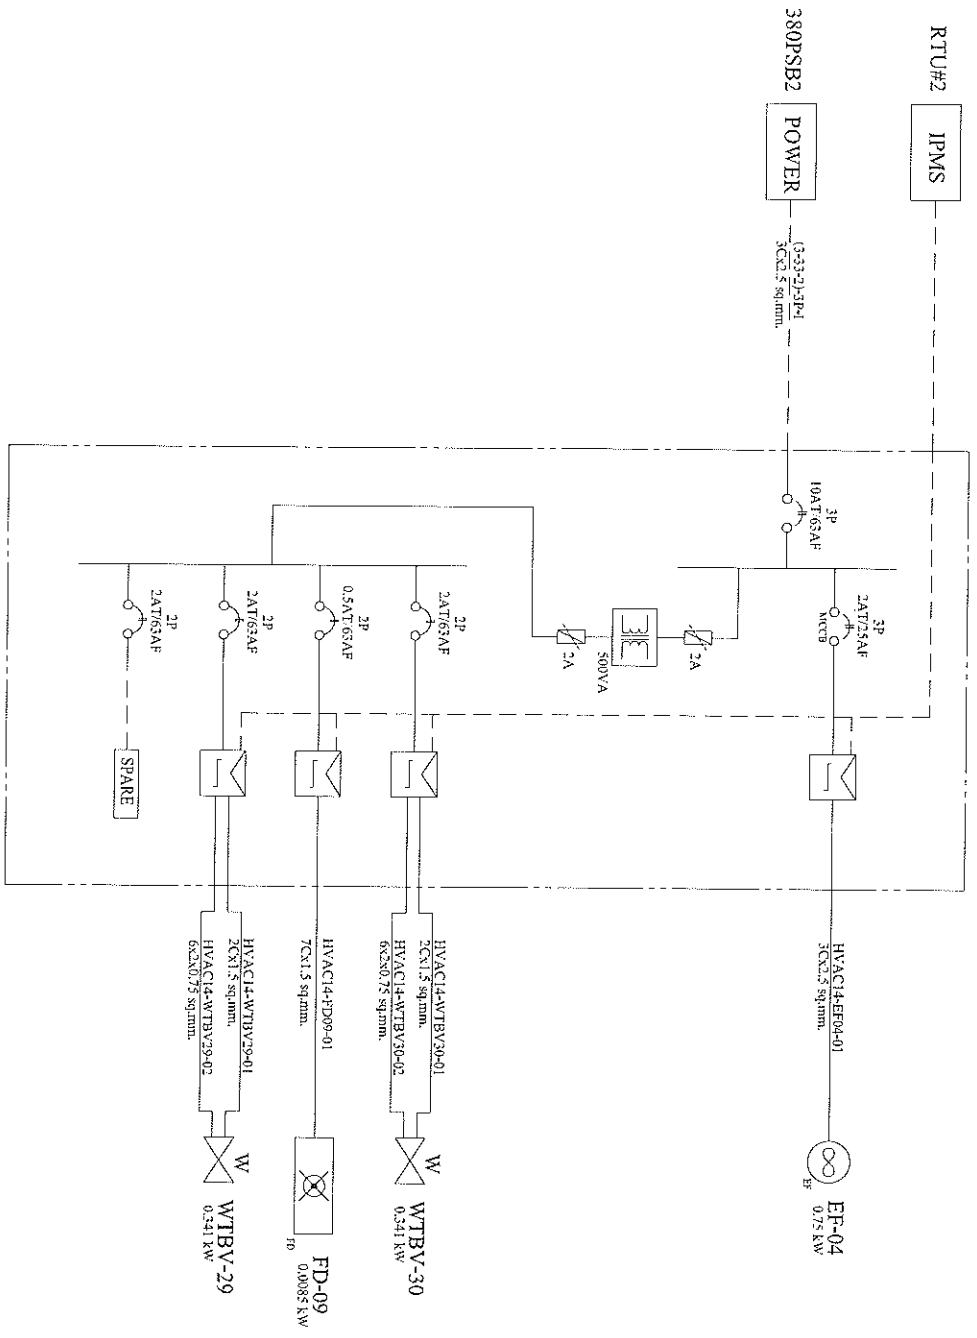 RTU#2
IPMS
380PSB2
POWER
(3-33-2)-3P-1
3Cx2.5 sq.mm.
3P
10AT/63AF
3P
2AT/25AF
MCCB
2A
500VA
2A
2P
2AT/63AF
2P
0.5AT/63AF
2P
2AT/63AF
2P
2AT/63AF
SPARE
HVAC14-EF04-01
3Cx2.5 sq.mm.
EF
EF-04
0.75 kW
HVAC14-WTBV30-01
2Cx1.5 sq.mm.
HVAC14-WTBV30-02
6x2x0.75 sq.mm.
W
WTBV-30
0.341 kW
HVAC14-FD09-01
7Cx1.5 sq.mm.
FD
FD-09
0.0085 kW
HVAC14-WTBV29-01
2Cx1.5 sq.mm.
HVAC14-WTBV29-02
6x2x0.75 sq.mm.
W
WTBV-29
0.341 kW